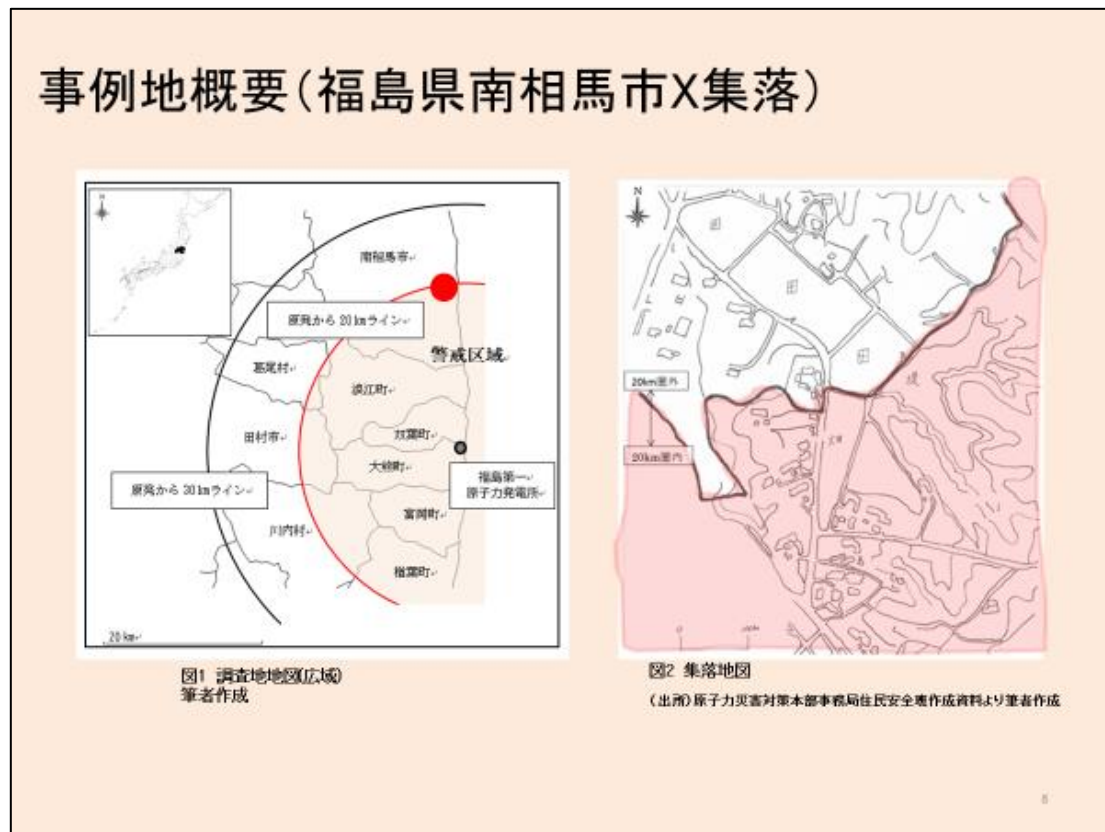 事例地概要(福島県南相馬市X集落)
N
南相馬市
原発から20kmライン
警戒区域
葛尾村
浪江町
双葉町
田村市
大熊町
福島第一
原子力発電所
原発から30kmライン
富岡町
川内村
楢葉町
20km
図1 調査地地図(広域)
筆者作成
N
田
田
田
20km圏外
20km圏内
0
図2 集落地図
(出所)原子力災害対策本部事務局住民安全班作成資料より筆者作成